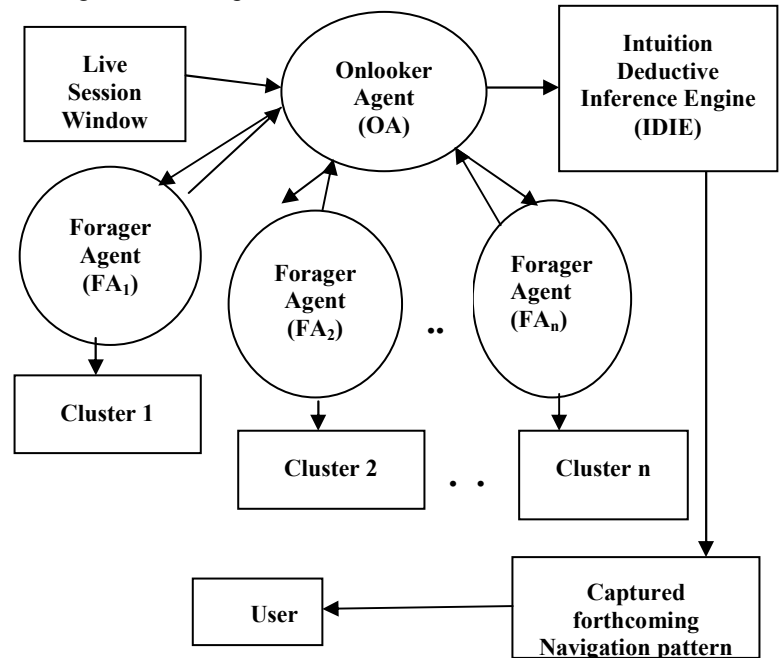 Live
Session
Window
Onlooker
Agent
(OA)
Intuition
Deductive
Inference Engine
(IDIE)
Forager
Agent
(FA₁)
Forager
Agent
(FA₂)
..
Forager
Agent
(FAₙ)
Cluster 1
Cluster 2
. .
Cluster n
User
Captured
forthcoming
Navigation pattern